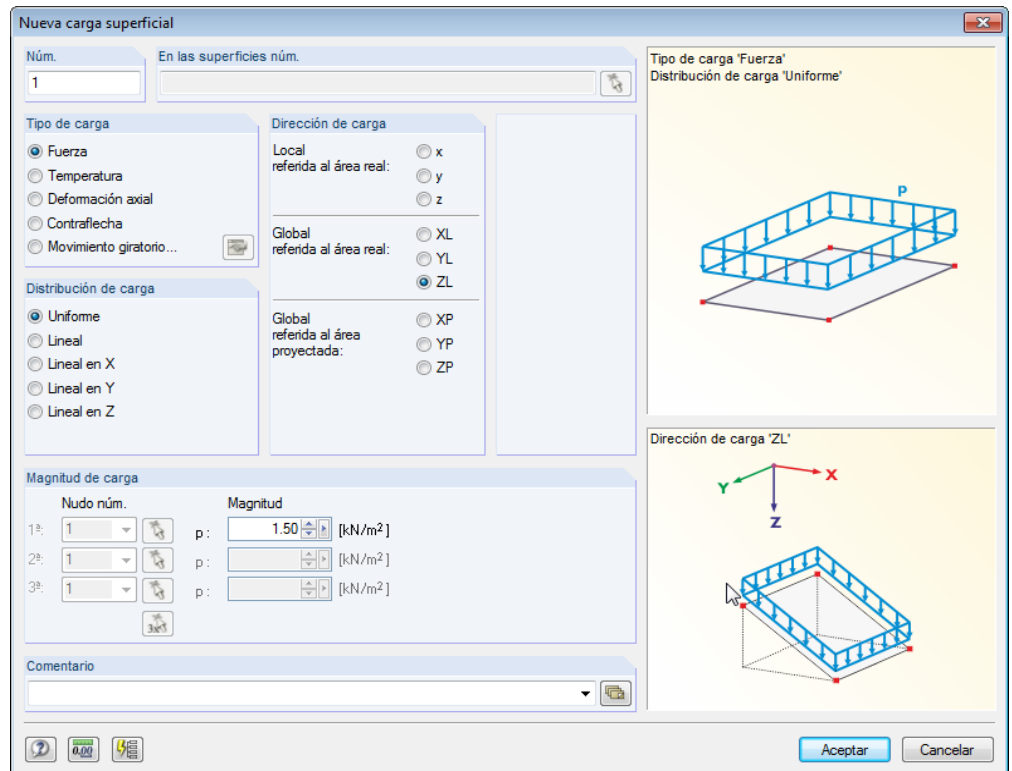 Nueva carga superficial
Núm.
1
En las superficies núm.
Tipo de carga
Fuerza
Temperatura
Deformación axial
Contraflecha
Movimiento giratorio...
Distribución de carga
Uniforme
Lineal
Lineal en X
Lineal en Y
Lineal en Z
Dirección de carga
Local
referida al área real:
x
y
z
Global
referida al área real:
XL
YL
ZL
Global
referida al área
proyectada:
XP
YP
ZP
Magnitud de carga
Nudo núm.
Magnitud
1ª: 1 p : 1.50 [kN/m²]
2ª: 1 p : [kN/m²]
3ª: 1 p : [kN/m²]
3x
Comentario
0.00
Tipo de carga 'Fuerza'
Distribución de carga 'Uniforme'
p
Dirección de carga 'ZL'
Y
X
Z
Aceptar
Cancelar